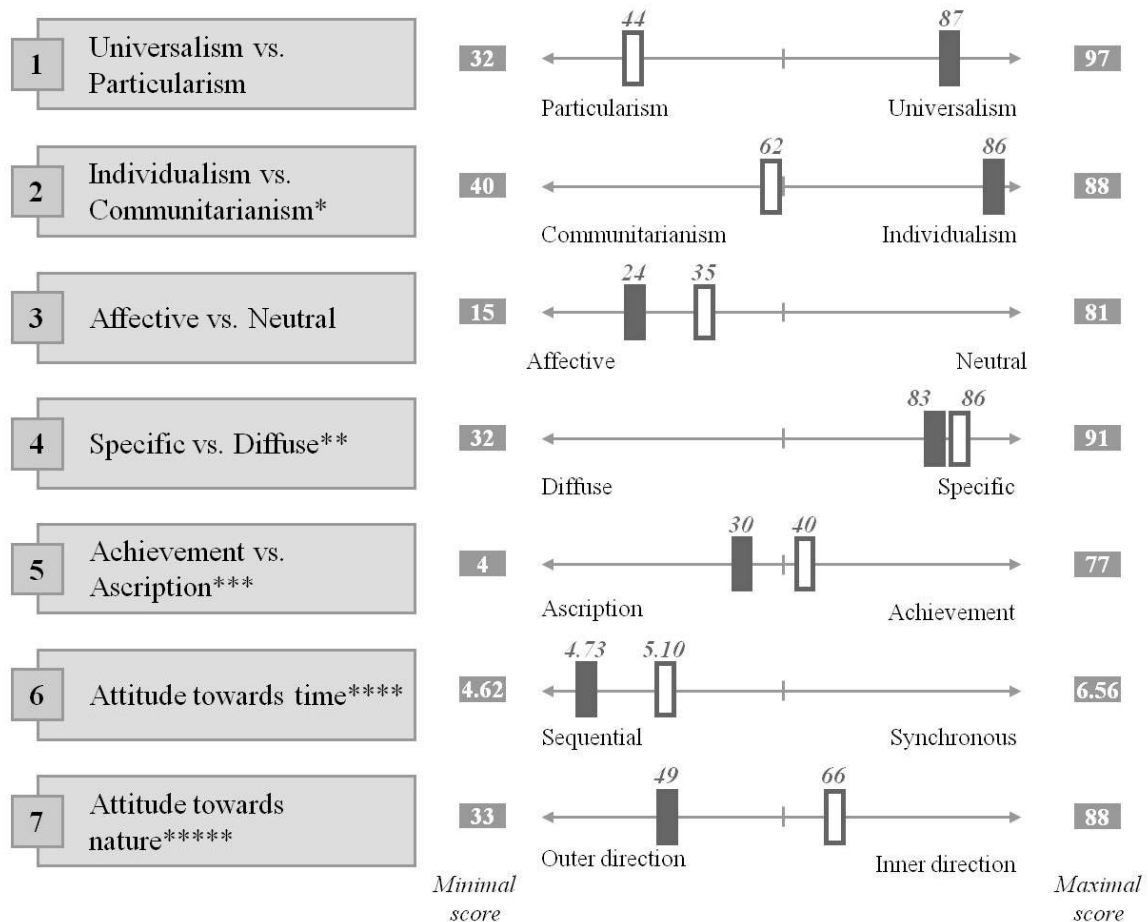 1
Universalism vs.
Particularism
32
44
87
97
Particularism
Universalism
2
Individualism vs.
Communitarianism*
40
62
86
88
Communitarianism
Individualism
3
Affective vs. Neutral
15
24
35
81
Affective
Neutral
4
Specific vs. Diffuse**
32
83
86
91
Diffuse
Specific
5
Achievement vs.
Ascription***
4
30
40
77
Ascription
Achievement
6
Attitude towards time****
4.62
4.73
5.10
6.56
Sequential
Synchronous
7
Attitude towards
nature*****
33
49
66
88
Outer direction
Inner direction
Minimal
score
Maximal
score